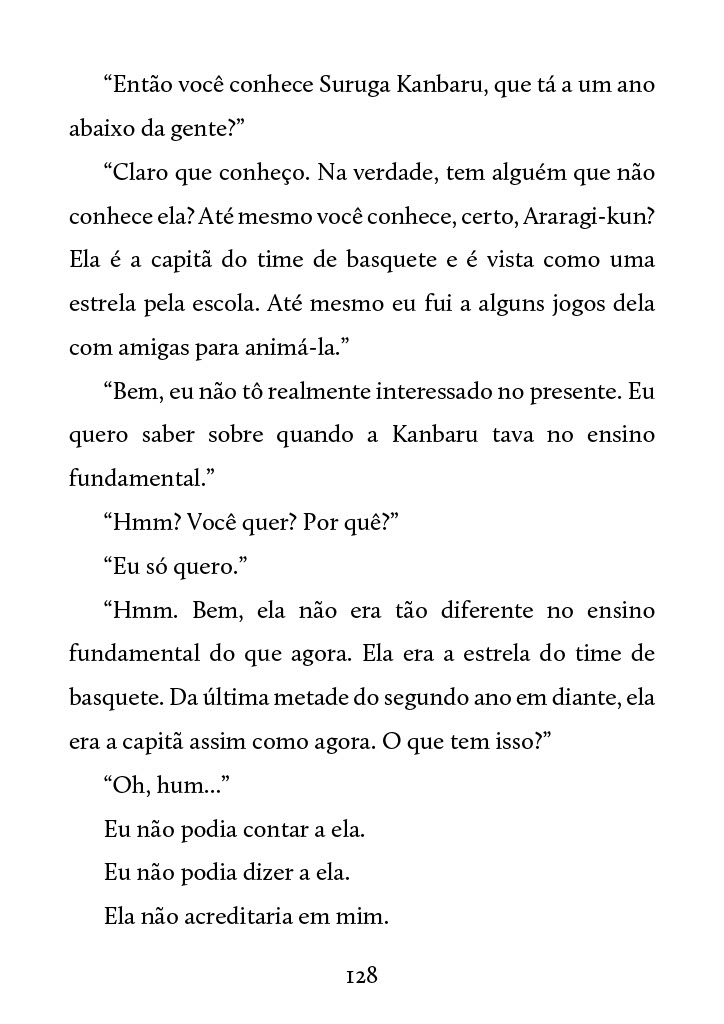 “Então você conhece Suruga Kanbaru, que tá a um ano
abaixo da gente?”
“Claro que conheço. Na verdade, tem alguém que não
conhece ela? Até mesmo você conhece, certo, Araragi-kun?
Ela é a capitã do time de basquete e é vista como uma
estrela pela escola. Até mesmo eu fui a alguns jogos dela
com amigas para animá-la.”
“Bem, eu não tô realmente interessado no presente. Eu
quero saber sobre quando a Kanbaru tava no ensino
fundamental.”
“Hmm? Você quer? Por quê?”
“Eu só quero.”
“Hmm. Bem, ela não era tão diferente no ensino
fundamental do que agora. Ela era a estrela do time de
basquete. Da última metade do segundo ano em diante, ela
era a capitã assim como agora. O que tem isso?”
“Oh, hum...”
Eu não podia contar a ela.
Eu não podia dizer a ela.
Ela não acreditaria em mim.
128